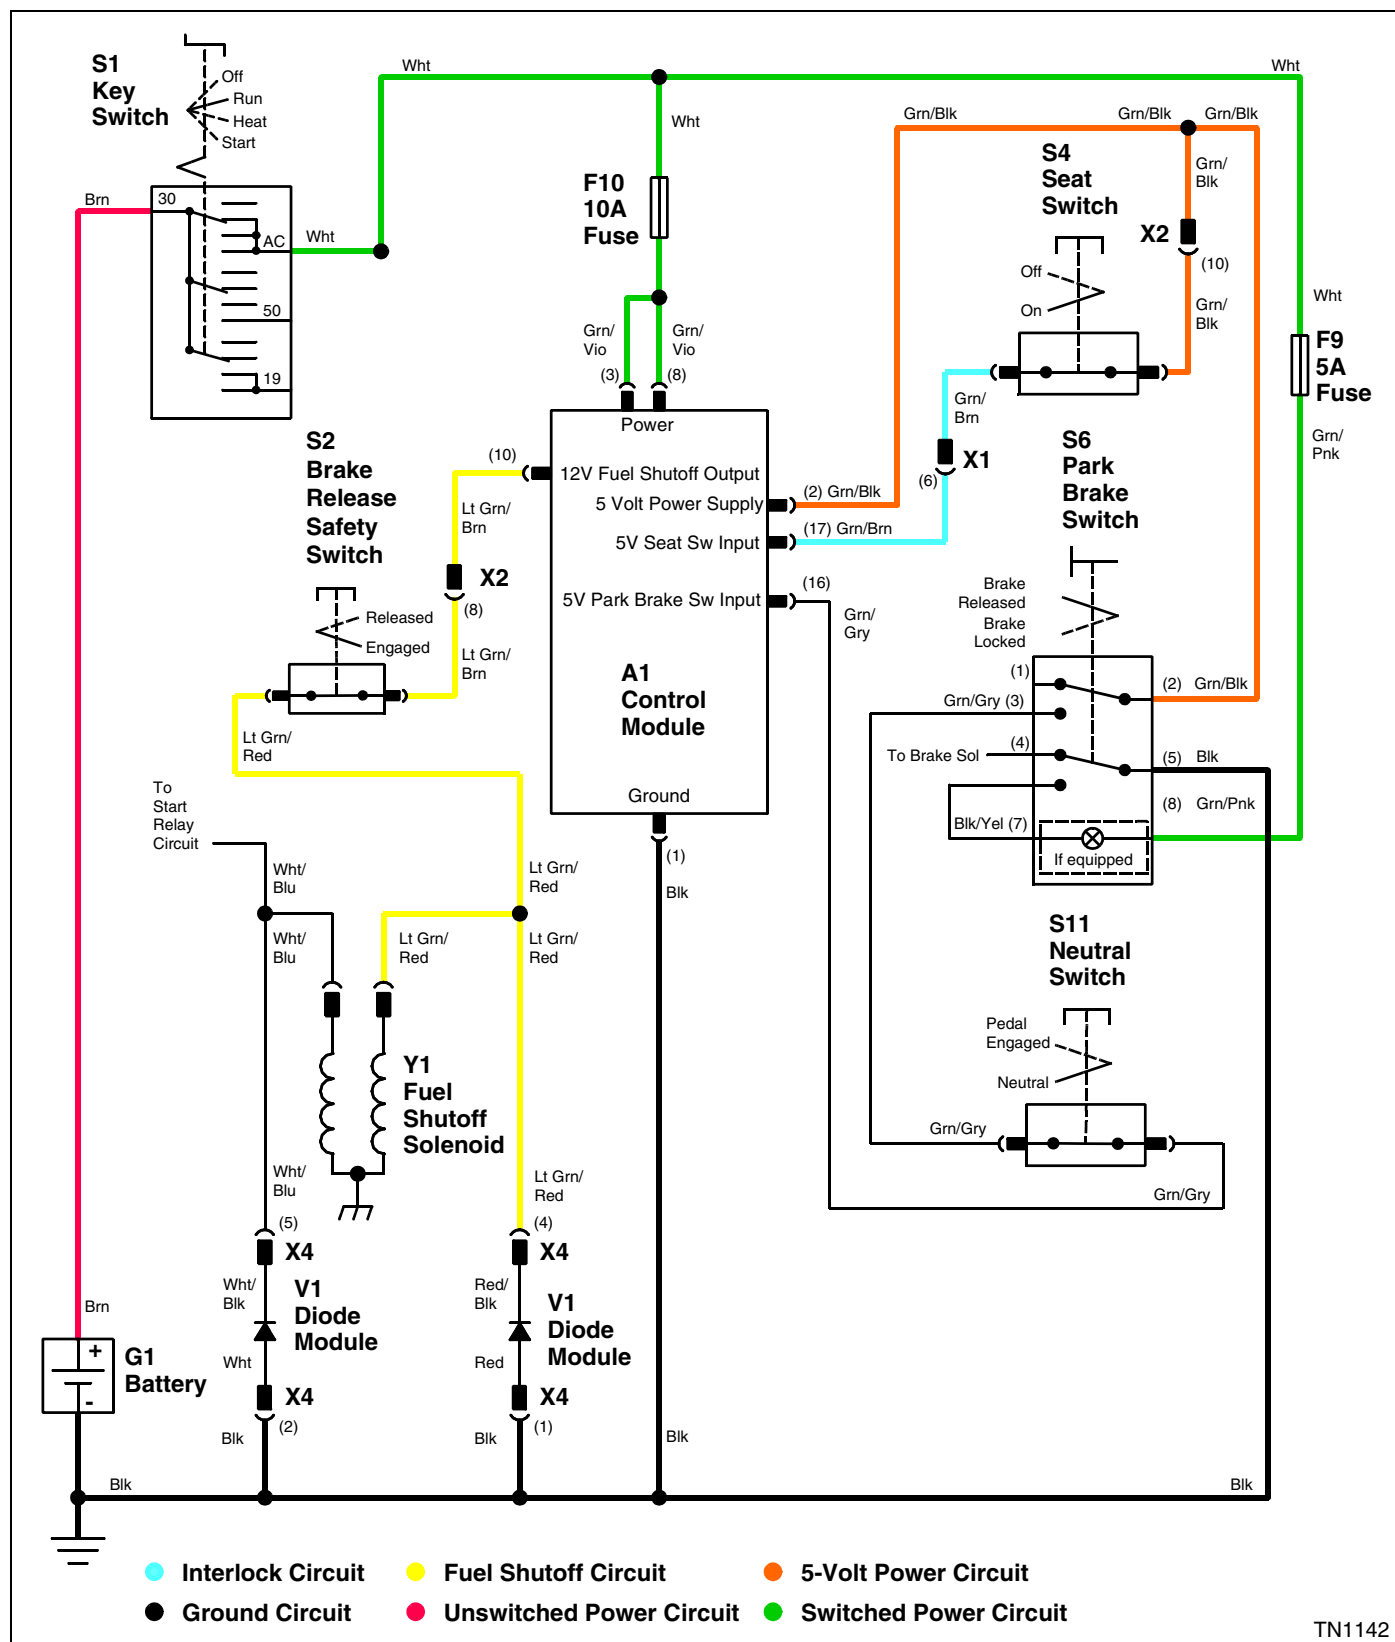 S1
Key
Switch
Off
Run
Heat
Start
Wht
Wht
Wht
Brn
30
AC
50
19
Wht
F10
10A
Fuse
Grn/
Vio
(3)
Grn/
Vio
(8)
Grn/Blk
Grn/Blk
Grn/Blk
S4
Seat
Switch
Grn/
Blk
X2
(10)
Off
On
Grn/
Blk
Wht
F9
5A
Fuse
Grn/
Pnk
Grn/
Brn
X1
(6)
S6
Park
Brake
Switch
Power
12V Fuel Shutoff Output
5 Volt Power Supply
5V Seat Sw Input
5V Park Brake Sw Input
A1
Control
Module
Ground
(10)
(2) Grn/Blk
(17) Grn/Brn
(16)
Grn/
Gry
(1)
Blk
S2
Brake
Release
Safety
Switch
Lt Grn/
Brn
X2
(8)
Released
Engaged
Lt Grn/
Brn
Lt Grn/
Red
Brake
Released
Brake
Locked
(1)
(2) Grn/Blk
Grn/Gry (3)
To Brake Sol
(4)
(5) Blk
(8) Grn/Pnk
Blk/Yel (7)
If equipped
To
Start
Relay
Circuit
Wht/
Blu
Wht/
Blu
Lt Grn/
Red
Lt Grn/
Red
Lt Grn/
Red
S11
Neutral
Switch
Pedal
Engaged
Neutral
Grn/Gry
Grn/Gry
Y1
Fuel
Shutoff
Solenoid
Wht/
Blu
(5)
X4
Lt Grn/
Red
(4)
X4
Wht/
Blk
V1
Diode
Module
Wht
X4
(2)
Blk
Red/
Blk
V1
Diode
Module
Red
X4
(1)
Blk
Blk
Brn
+
-
G1
Battery
Blk
Blk
Interlock Circuit
Fuel Shutoff Circuit
5-Volt Power Circuit
Ground Circuit
Unswitched Power Circuit
Switched Power Circuit
TN1142